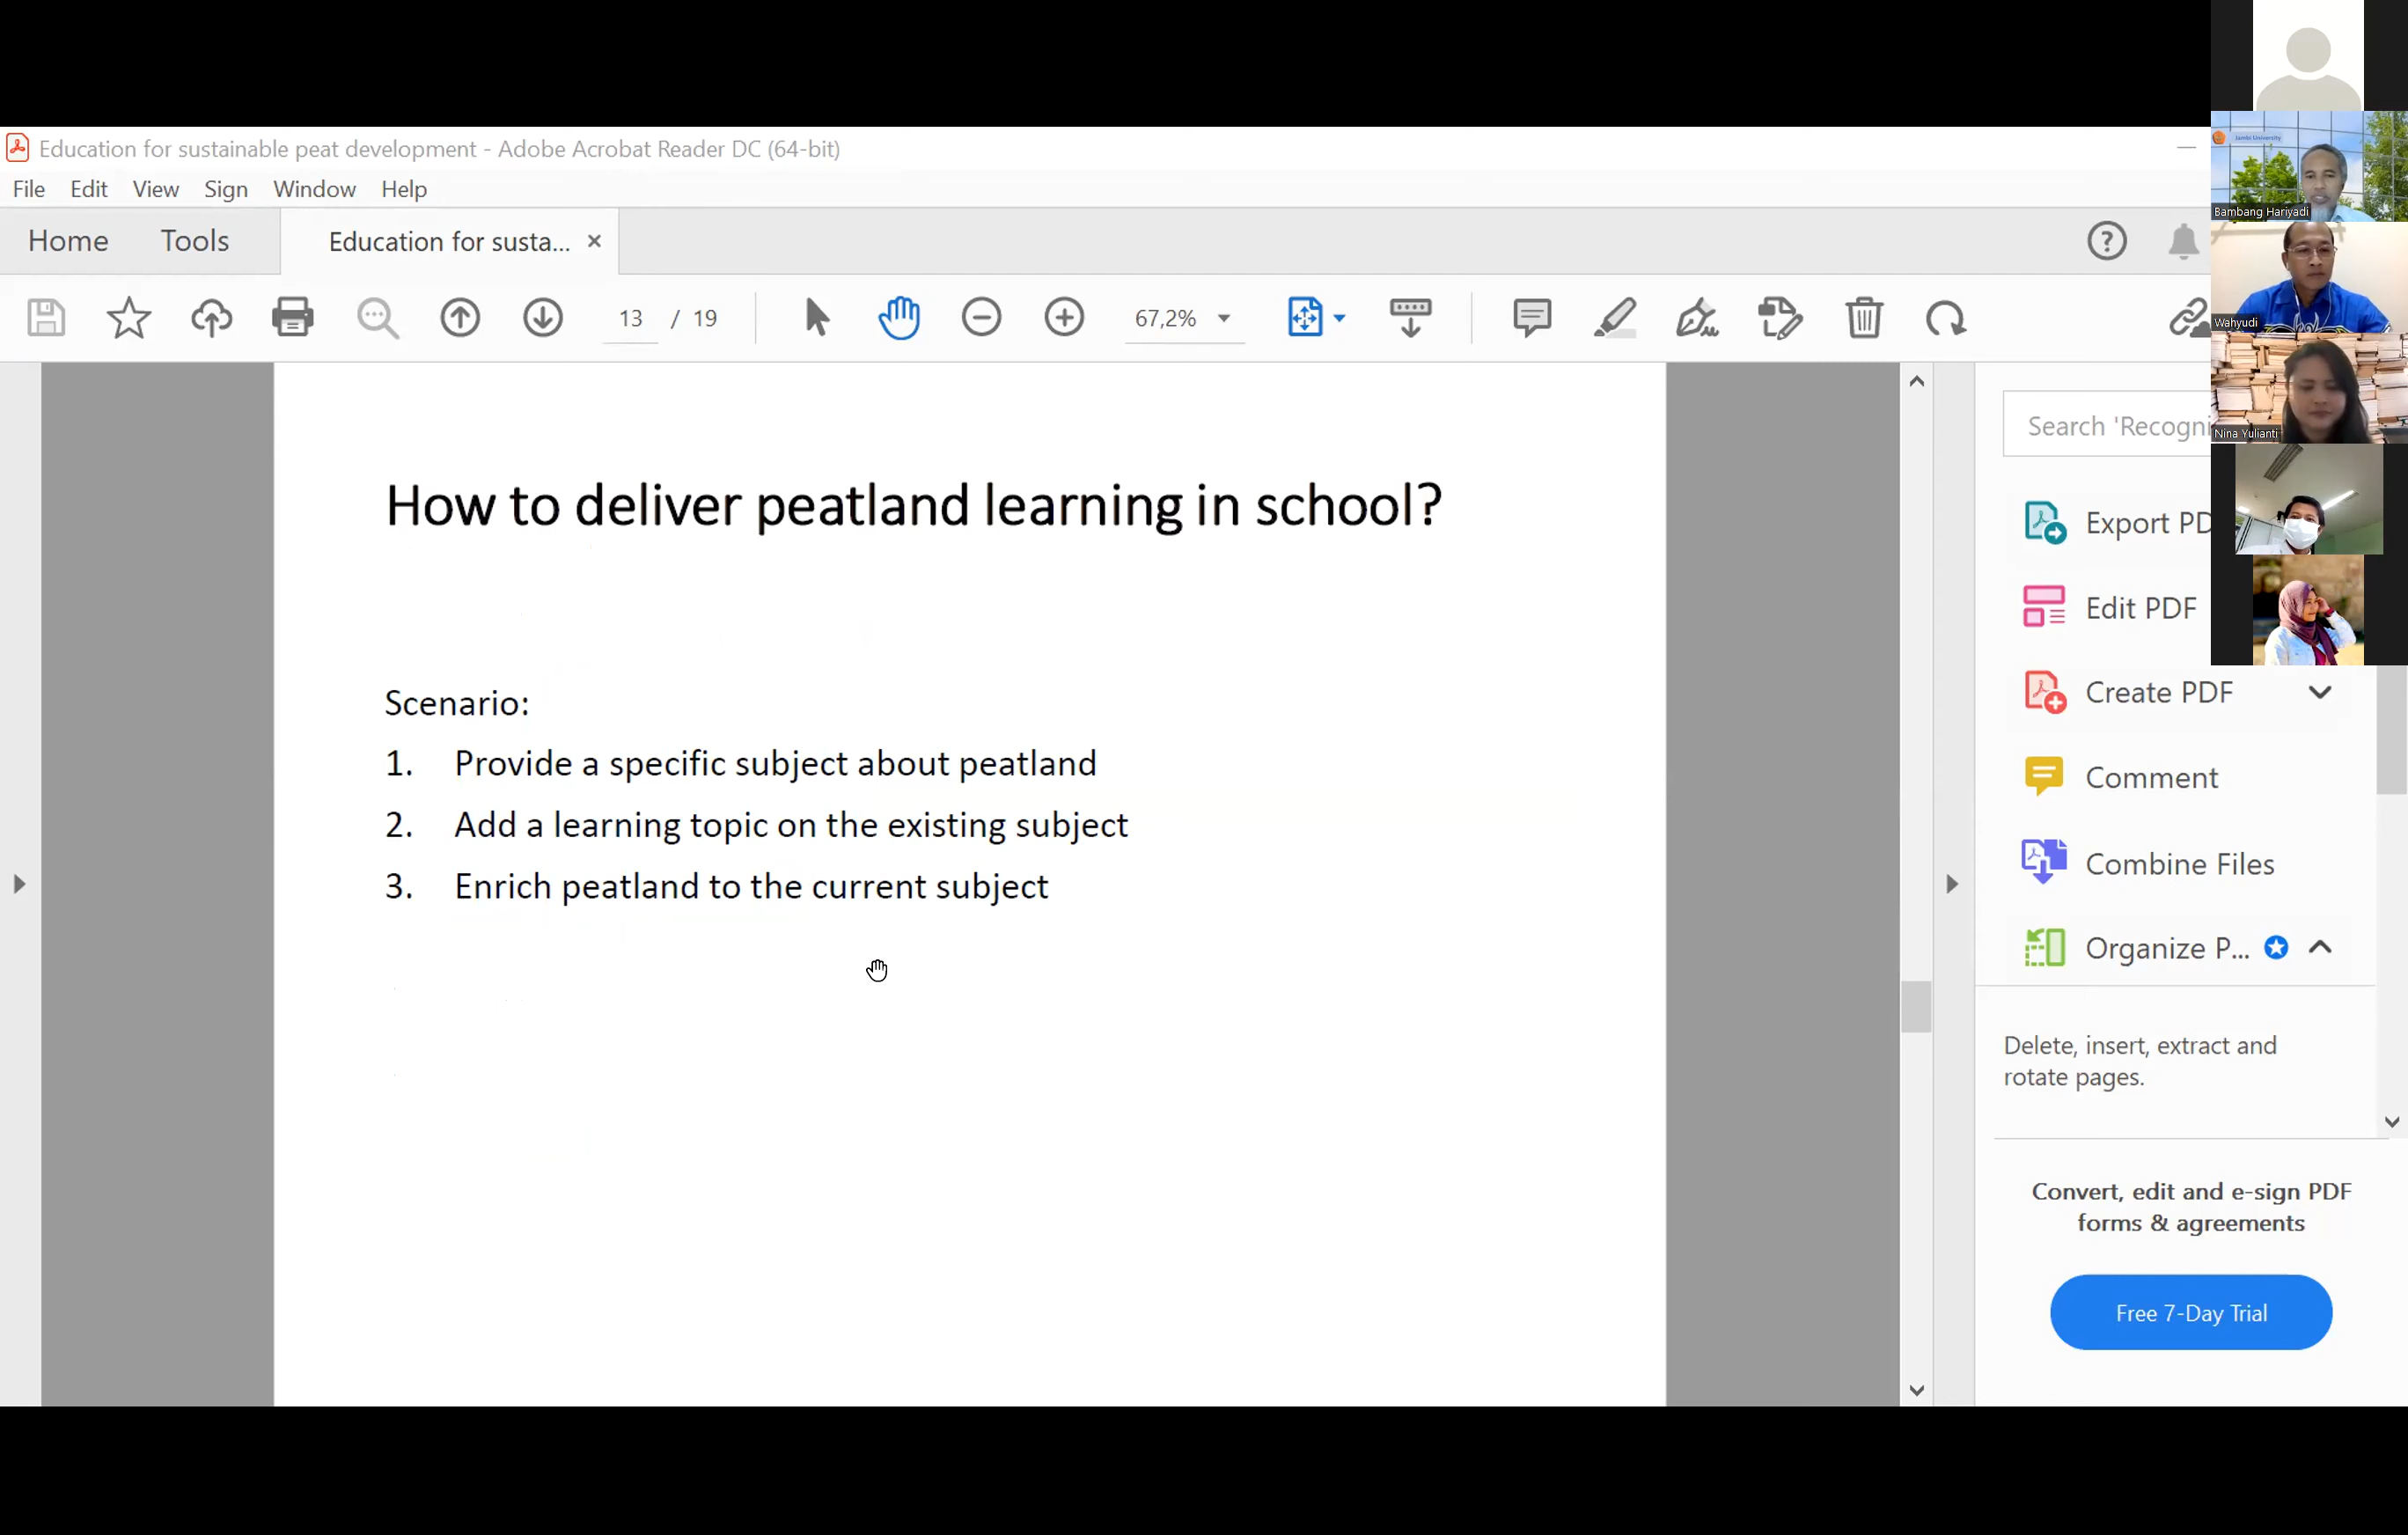 Jambi University
Bambang Hariyadi
Education for sustainable peat development - Adobe Acrobat Reader DC (64-bit)
File Edit View Sign Window Help
Home Tools Education for susta... ×
?
Wahyudi
13 / 19 67,2%
Search 'Recogni
Nina Yulianti
How to deliver peatland learning in school?
Scenario:
1. Provide a specific subject about peatland
2. Add a learning topic on the existing subject
3. Enrich peatland to the current subject
Export PD
Edit PDF
Create PDF
Comment
Combine Files
Organize P...
Delete, insert, extract and
rotate pages.
Convert, edit and e-sign PDF
forms & agreements
Free 7-Day Trial